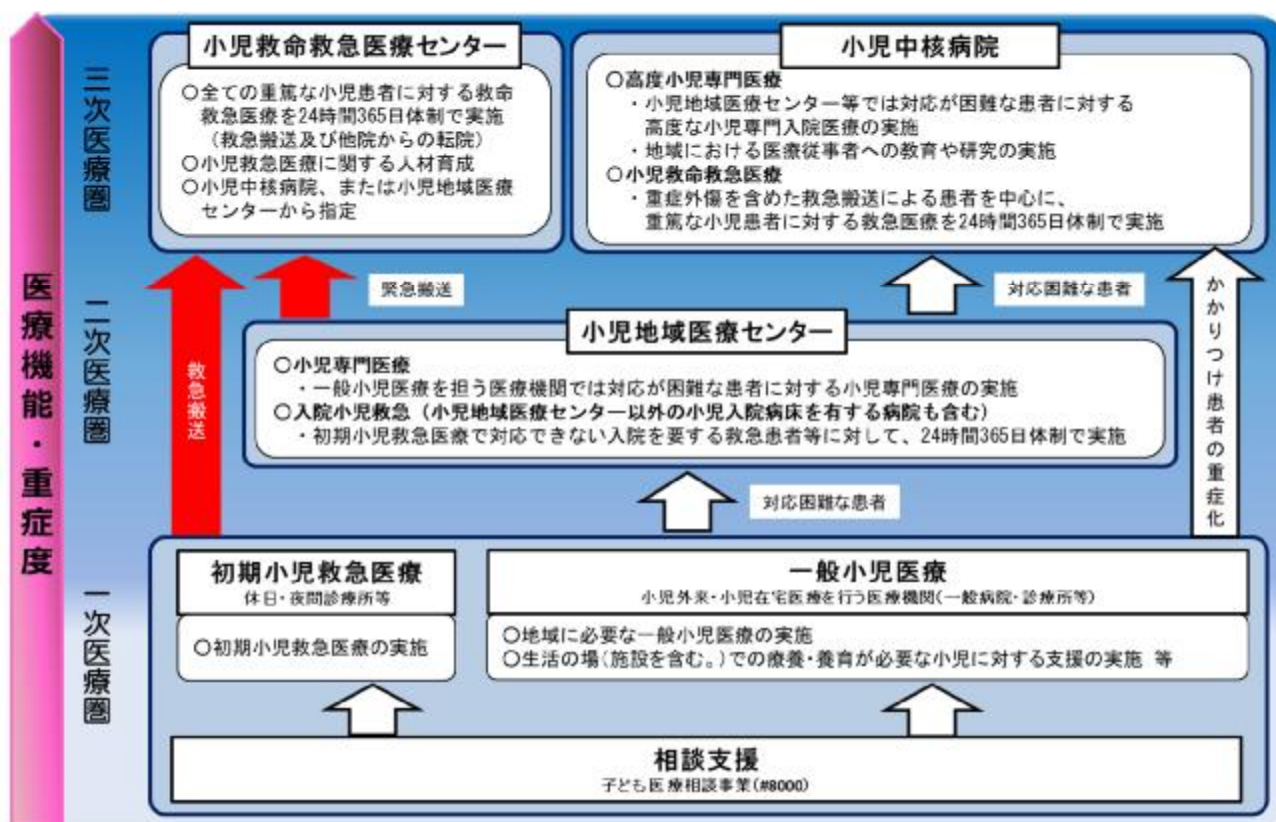 医療機能・重症度
三次医療圏
小児救命救急医療センター
○全ての重篤な小児患者に対する救命
救急医療を24時間365日体制で実施
（救急搬送及び他院からの転院）
○小児救急医療に関する人材育成
○小児中核病院、または小児地域医療
センターから指定
小児中核病院
○高度小児専門医療
・小児地域医療センター等では対応が困難な患者に対する
高度な小児専門入院医療の実施
・地域における医療従事者への教育や研究の実施
○小児救命救急医療
・重症外傷を含めた救急搬送による患者を中心に、
重篤な小児患者に対する救急医療を24時間365日体制で実施
緊急搬送
対応困難な患者
かかりつけ患者の重症化
二次医療圏
救急搬送
小児地域医療センター
○小児専門医療
・一般小児医療を担う医療機関では対応が困難な患者に対する小児専門医療の実施
○入院小児救急（小児地域医療センター以外の小児入院病床を有する病院も含む）
・初期小児救急医療で対応できない入院を要する救急患者等に対して、24時間365日体制で実施
対応困難な患者
一次医療圏
初期小児救急医療
休日・夜間診療所等
○初期小児救急医療の実施
一般小児医療
小児外来・小児在宅医療を行う医療機関（一般病院・診療所等）
○地域に必要な一般小児医療の実施
○生活の場（施設を含む。）での療養・養育が必要な小児に対する支援の実施 等
相談支援
子ども医療相談事業（#8000）